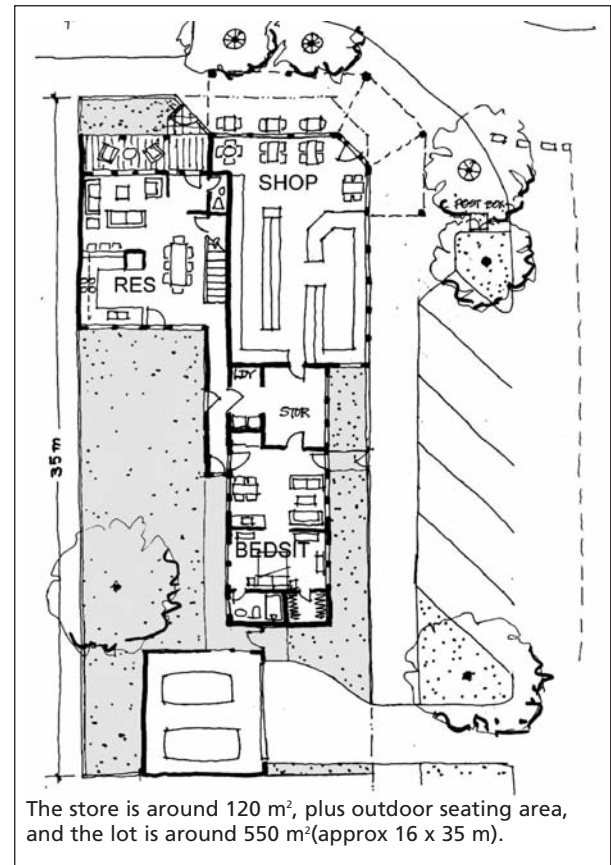 SHOP
POST BOX
RES
LDY
STOR
35 m
BEDSIT
The store is around 120 m², plus outdoor seating area,
and the lot is around 550 m²(approx 16 x 35 m).